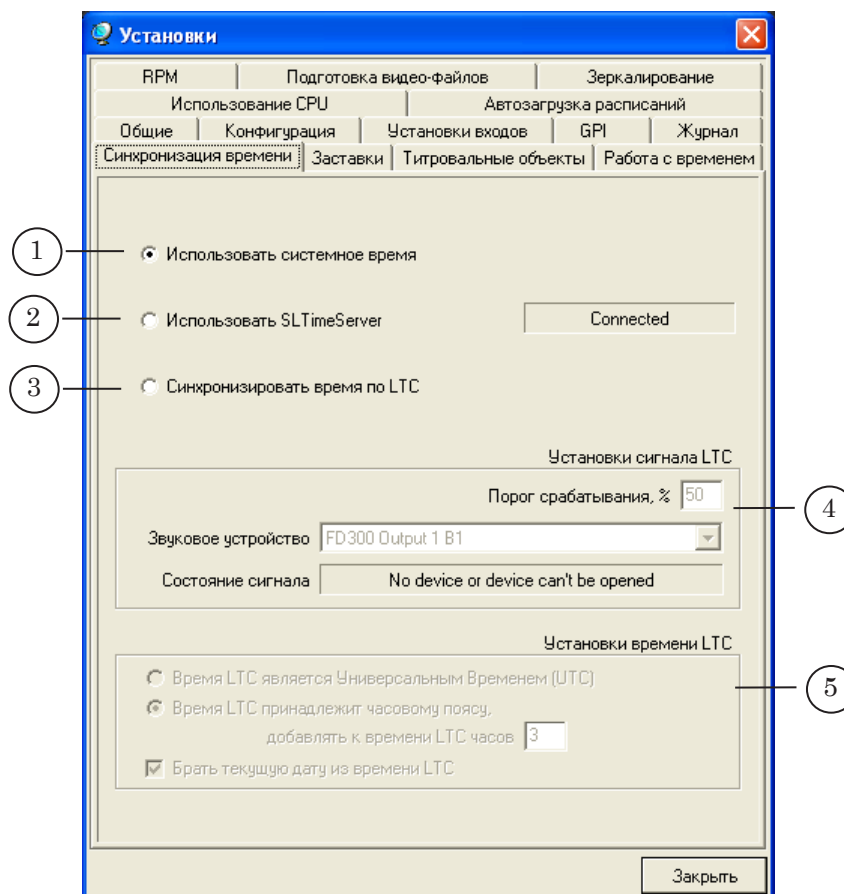 Установки
RPM Подготовка видео-файлов Зеркалирование
Использование CPU Автозагрузка расписаний
Общие Конфигурация Установки входов GPI Журнал
Синхронизация времени Заставки Титровальные объекты Работа с временем
1 Использовать системное время
2 Использовать SLTimeServer Connected
3 Синхронизировать время по LTC
Установки сигнала LTC
Порог срабатывания, % 50
4
Звуковое устройство FD300 Output 1 B1
Состояние сигнала No device or device can't be opened
Установки времени LTC
Время LTC является Универсальным Временем (UTC)
5
Время LTC принадлежит часовому поясу,
добавлять к времени LTC часов 3
Брать текущую дату из времени LTC
Закрыть